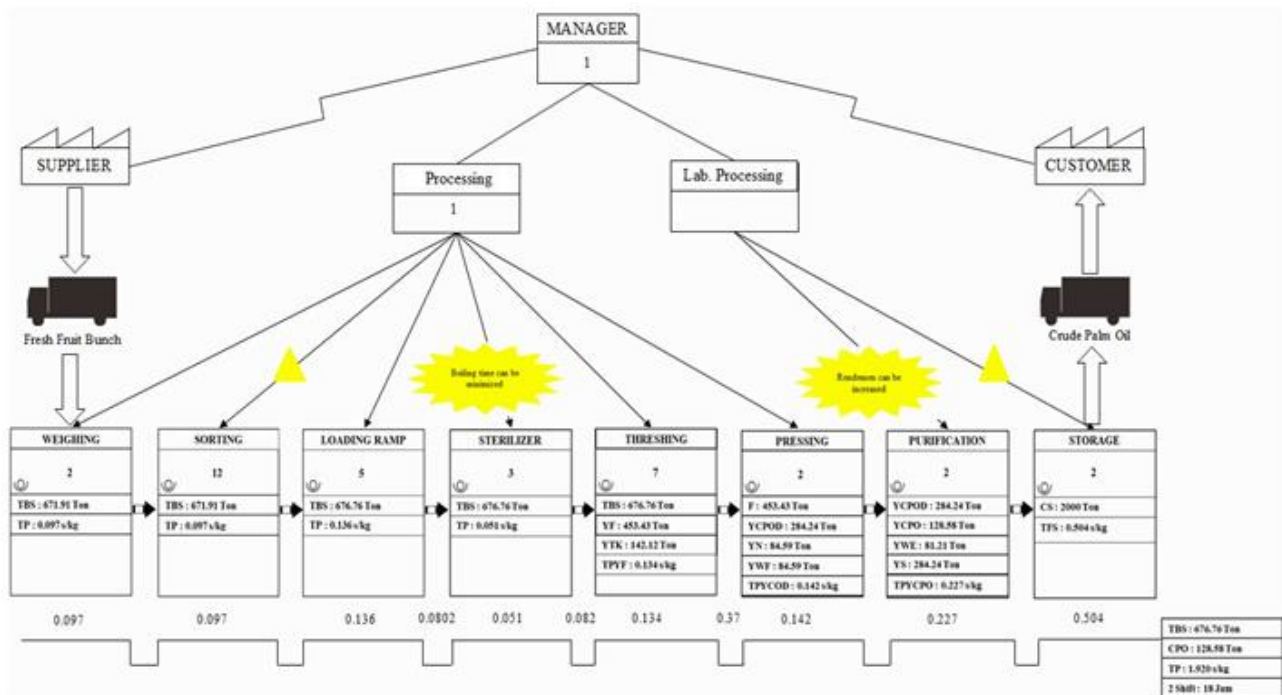 MANAGER
1
SUPPLIER
CUSTOMER
Processing
1
Lab. Processing
Fresh Fruit Bunch
Crude Palm Oil
Boiling time can be
minimized
Rendemen can be
increased
WEIGHING
2
TBS : 671.91 Ton
TP : 0.097 s/kg
SORTING
12
TBS : 671.91 Ton
TP : 0.097 s/kg
LOADING RAMP
5
TBS : 676.76 Ton
TP : 0.136 s/kg
STERILIZER
3
TBS : 676.76 Ton
TP : 0.051 s/kg
THRESHING
7
TBS : 676.76 Ton
YF : 453.43 Ton
YTK : 142.12 Ton
TPYF : 0.134 s/kg
PRESSING
2
F : 453.43 Ton
YCPOD : 284.24 Ton
YN : 84.59 Ton
YWF : 84.59 Ton
TPYCOD : 0.142 s/kg
PURIFICATION
2
YCPOD : 284.24 Ton
YCPO : 128.58 Ton
YWE : 81.21 Ton
YS : 284.24 Ton
TPYCPO : 0.227 s/kg
STORAGE
2
CS : 2000 Ton
TFS : 0.504 s/kg
0.097 0.097 0.136 0.0802 0.051 0.082 0.134 0.37 0.142 0.227 0.504
TBS : 676.76 Ton
CPO : 128.58 Ton
TP : 1.920 s/kg
2 Shift : 18 Jam